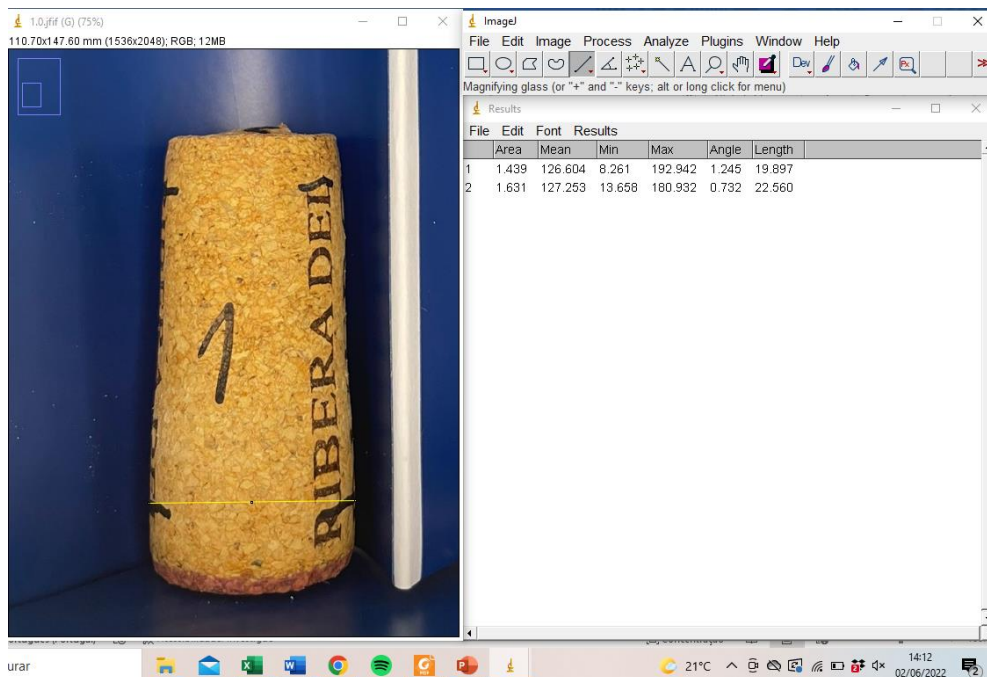 1.0.jfif (G) (75%)
110.70x147.60 mm (1536x2048); RGB; 12MB
RIBERA DEL
1
ImageJ
File Edit Image Process Analyze Plugins Window Help
Dev
Magnifying glass (or "+" and "-" keys; alt or long click for menu)
Results
File Edit Font Results
Area Mean Min Max Angle Length
1 1.439 126.604 8.261 192.942 1.245 19.897
2 1.631 127.253 13.658 180.932 0.732 22.560
urar
21°C
14:12
02/06/2022